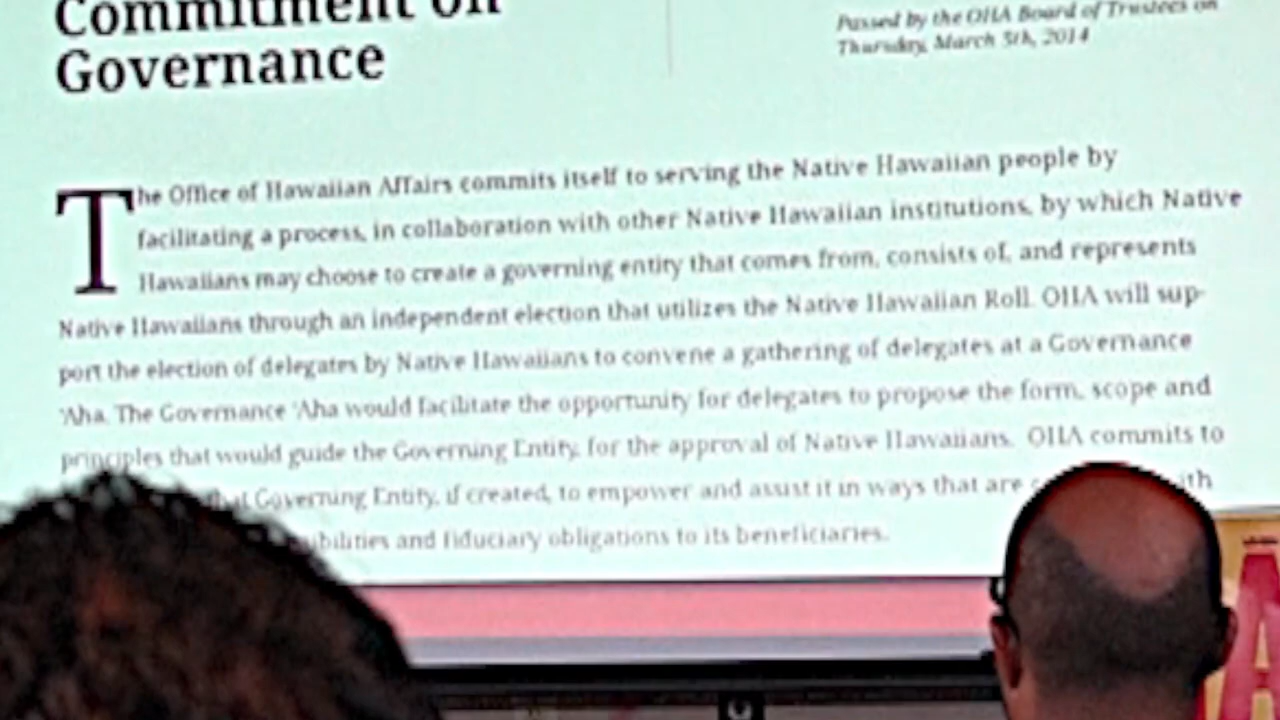 Commitment on
Governance
Passed by the OHA Board of Trustees on
Thursday, March 5th, 2014
The Office of Hawaiian Affairs commits itself to serving the Native Hawaiian people by
facilitating a process, in collaboration with other Native Hawaiian institutions, by which Native
Hawaiians may choose to create a governing entity that comes from, consists of, and represents
Native Hawaiians through an independent election that utilizes the Native Hawaiian Roll. OHA will sup-
port the election of delegates by Native Hawaiians to convene a gathering of delegates at a Governance
'Aha. The Governance 'Aha would facilitate the opportunity for delegates to propose the form, scope and
principles that would guide the Governing Entity, for the approval of Native Hawaiians. OHA commits to
Governing Entity, if created, to empower and assist it in ways that are
and fiduciary obligations to its beneficiaries.